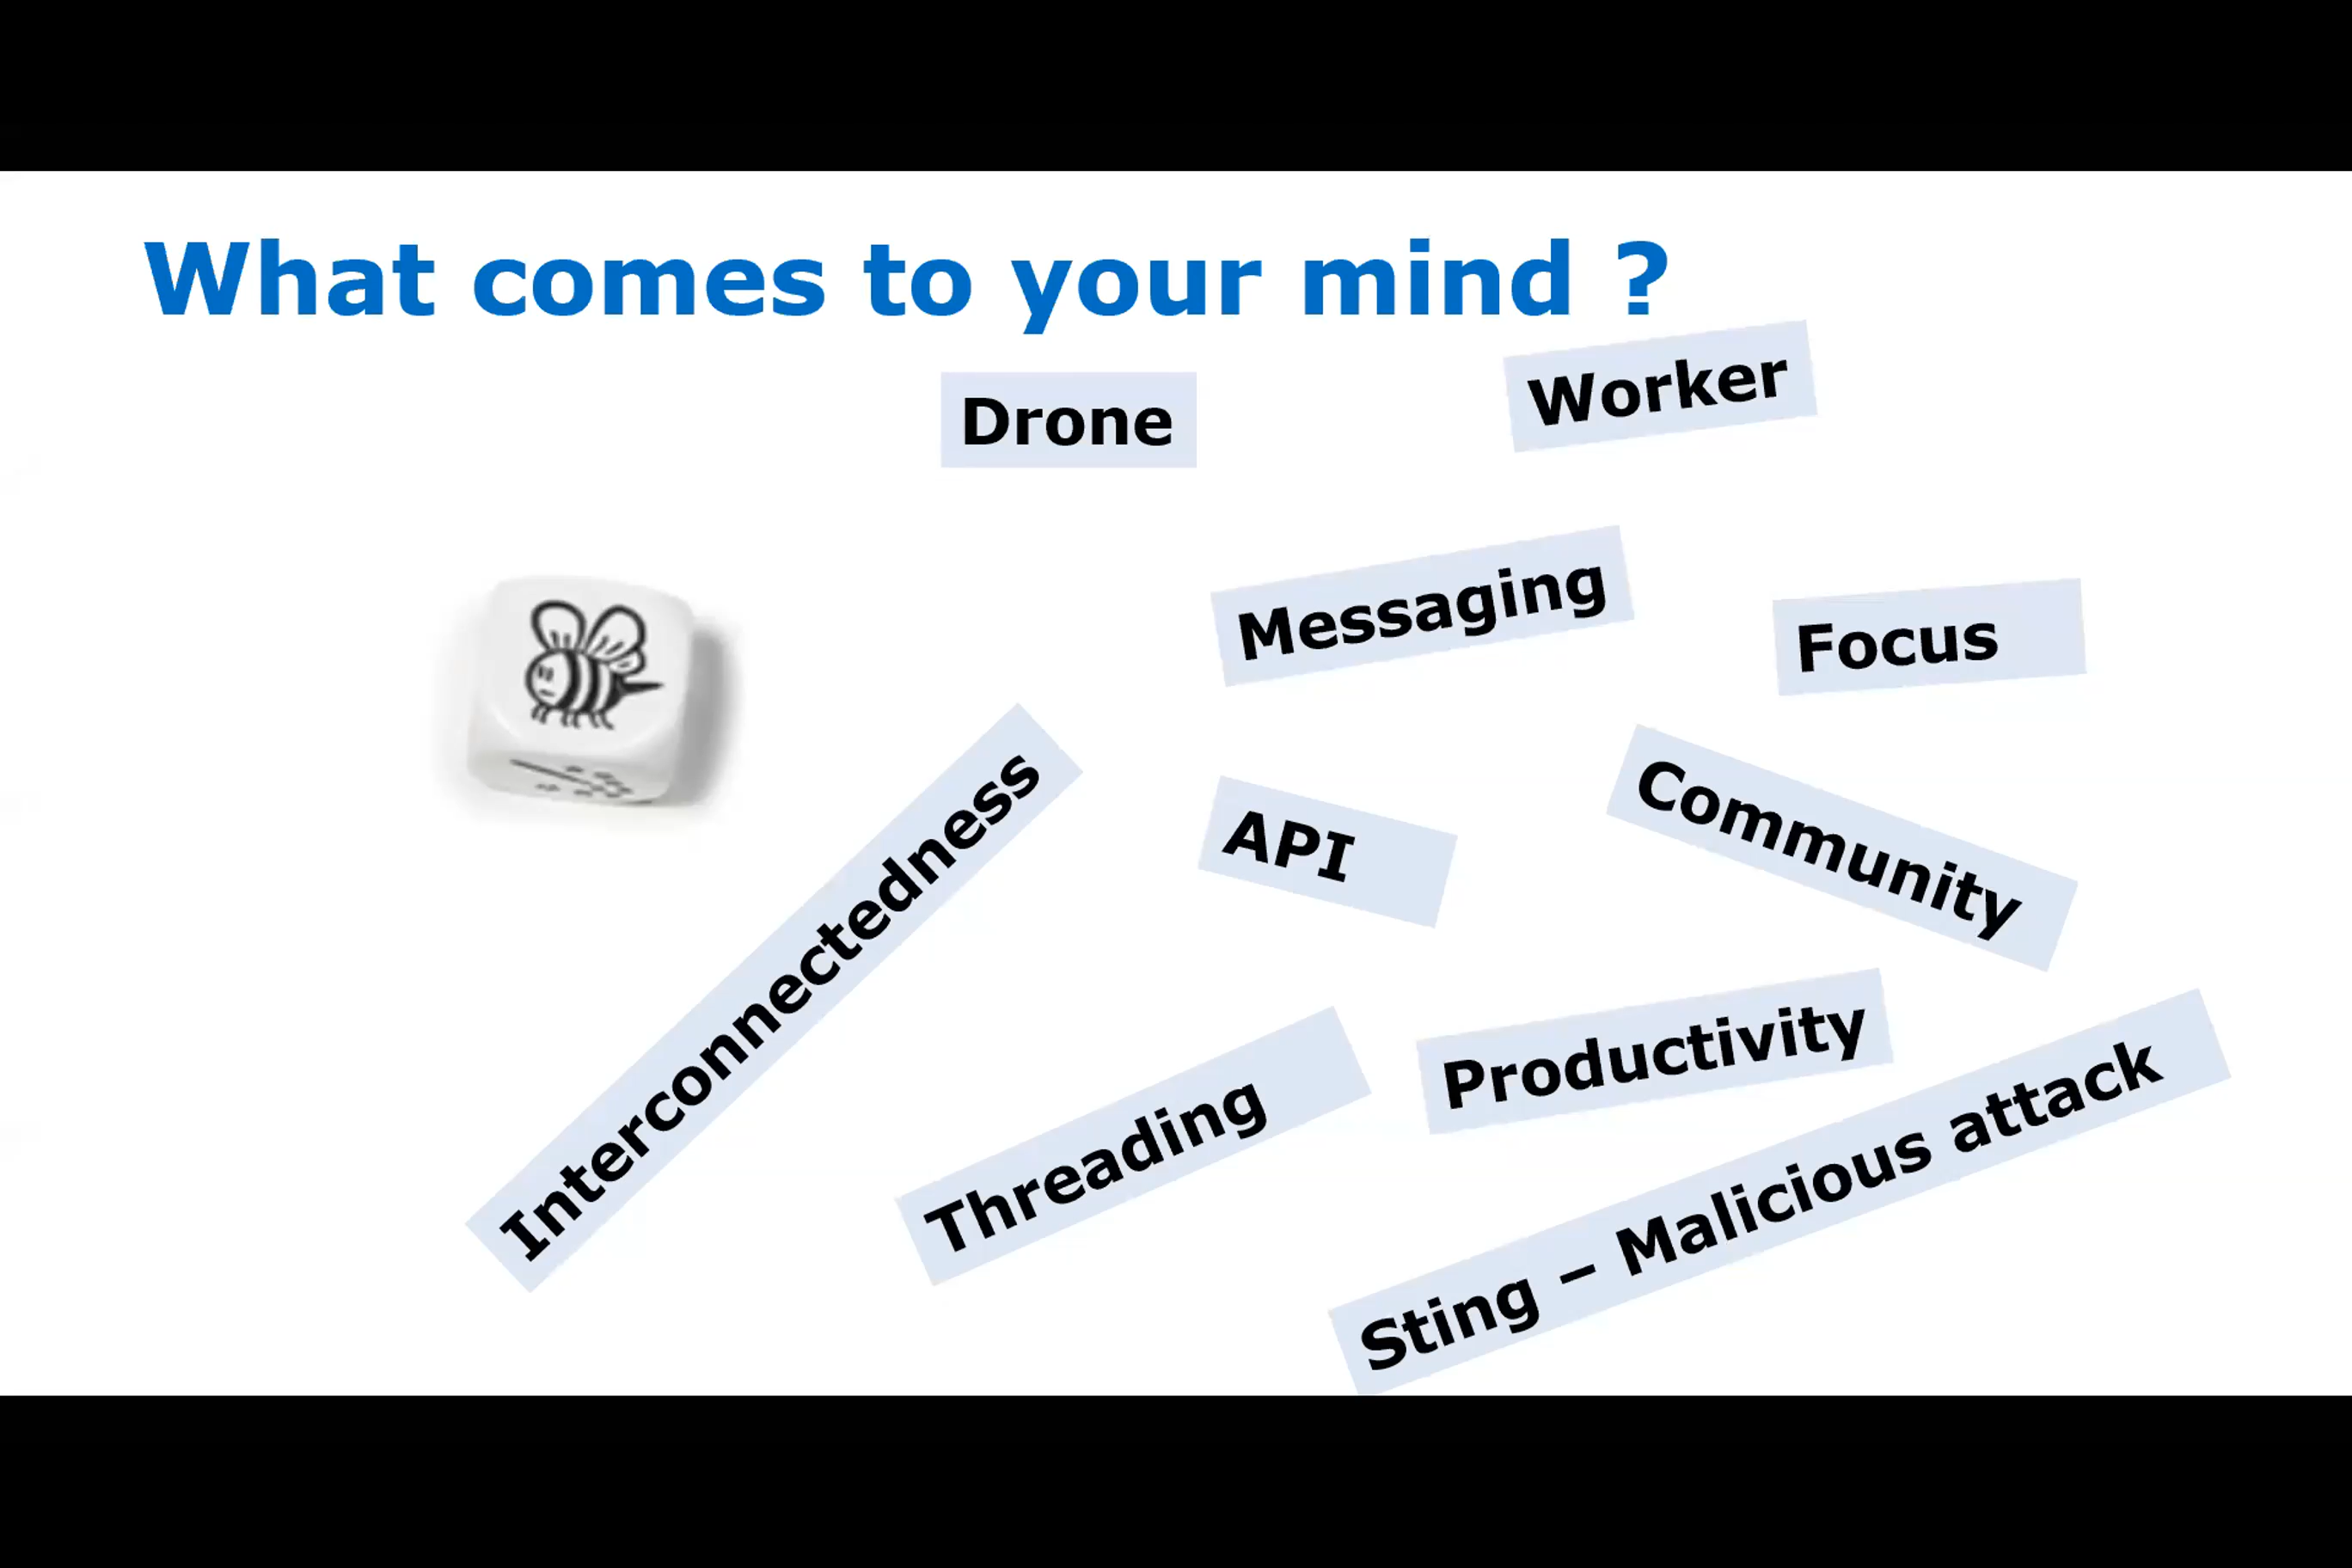 What comes to your mind ?
Drone
Worker
Messaging
Focus
Interconnectedness
API
Community
Threading
Productivity
Sting – Malicious attack